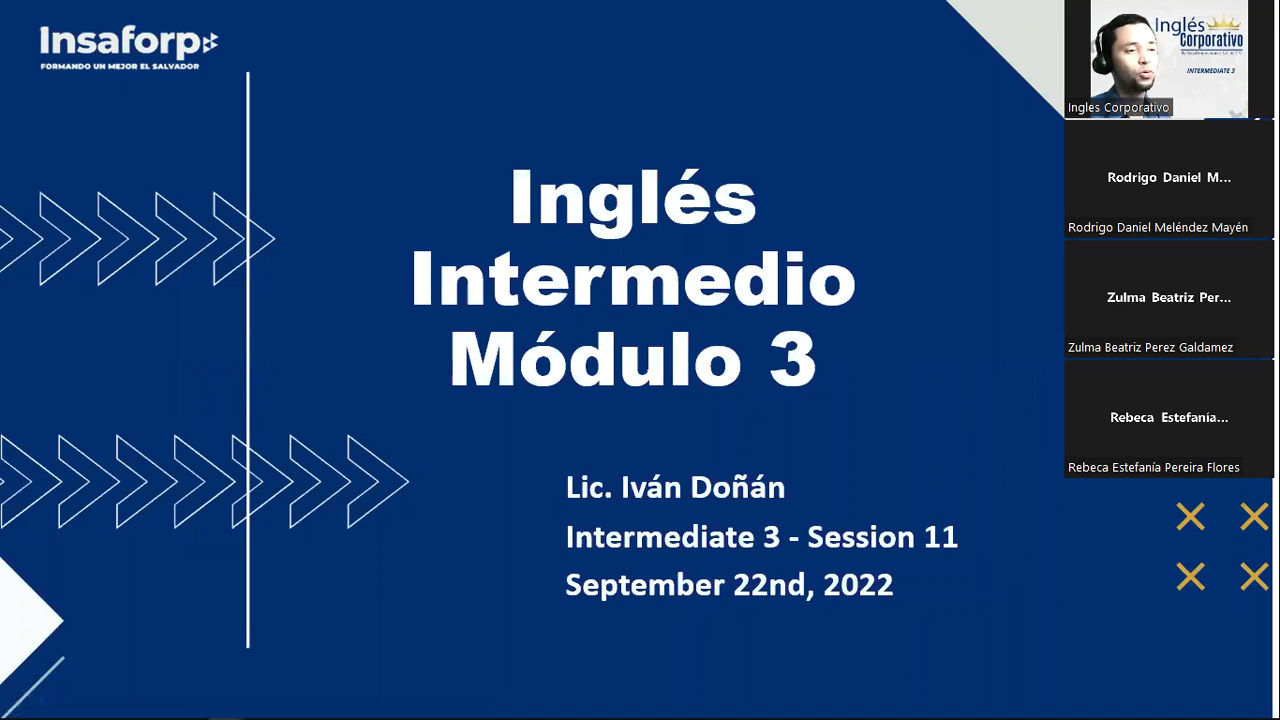 Insaforp
FORMANDO UN MEJOR EL SALVADOR
Inglés
Intermedio
Módulo 3
Lic. Iván Doñán
Intermediate 3 - Session 11
September 22nd, 2022
Inglés
Corporativo
INTERMEDIATE 3
Ingles Corporativo
Rodrigo Daniel M...
Rodrigo Daniel Meléndez Mayén
Zulma Beatriz Per...
Zulma Beatriz Perez Galdamez
Rebeca Estefanía...
Rebeca Estefanía Pereira Flores